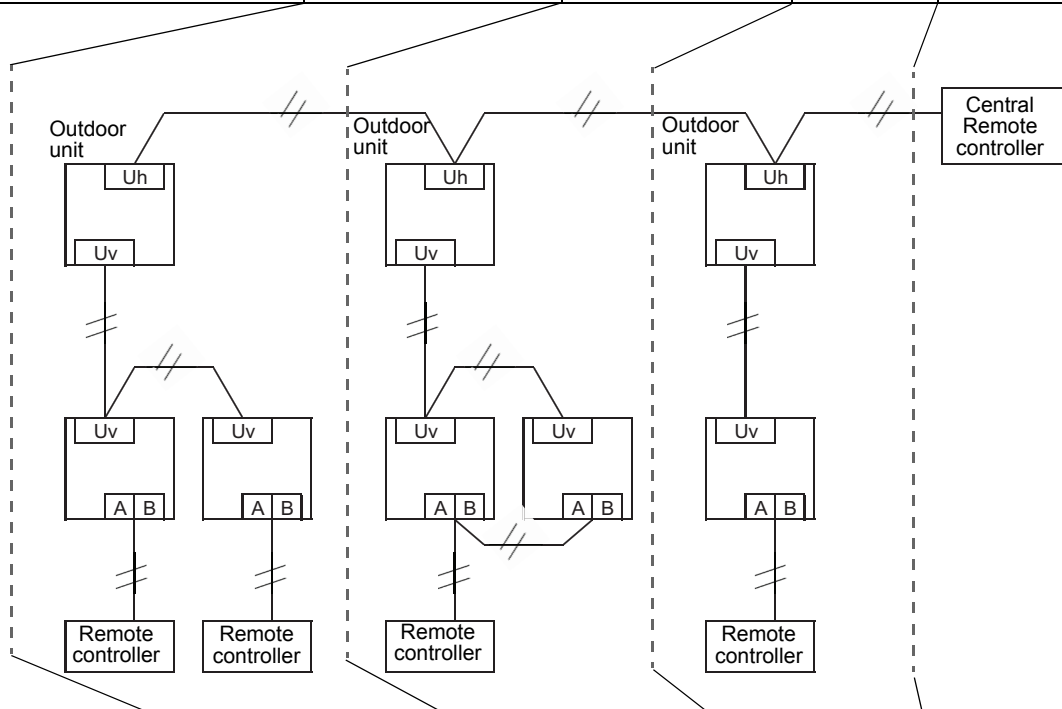 Outdoor
unit
Outdoor
unit
Outdoor
unit
Central
Remote
controller
Uh
Uh
Uh
Uv
Uv
Uv
Uv
Uv
Uv
Uv
Uv
A B
A B
A B
A B
A B
Remote
controller
Remote
controller
Remote
controller
Remote
controller